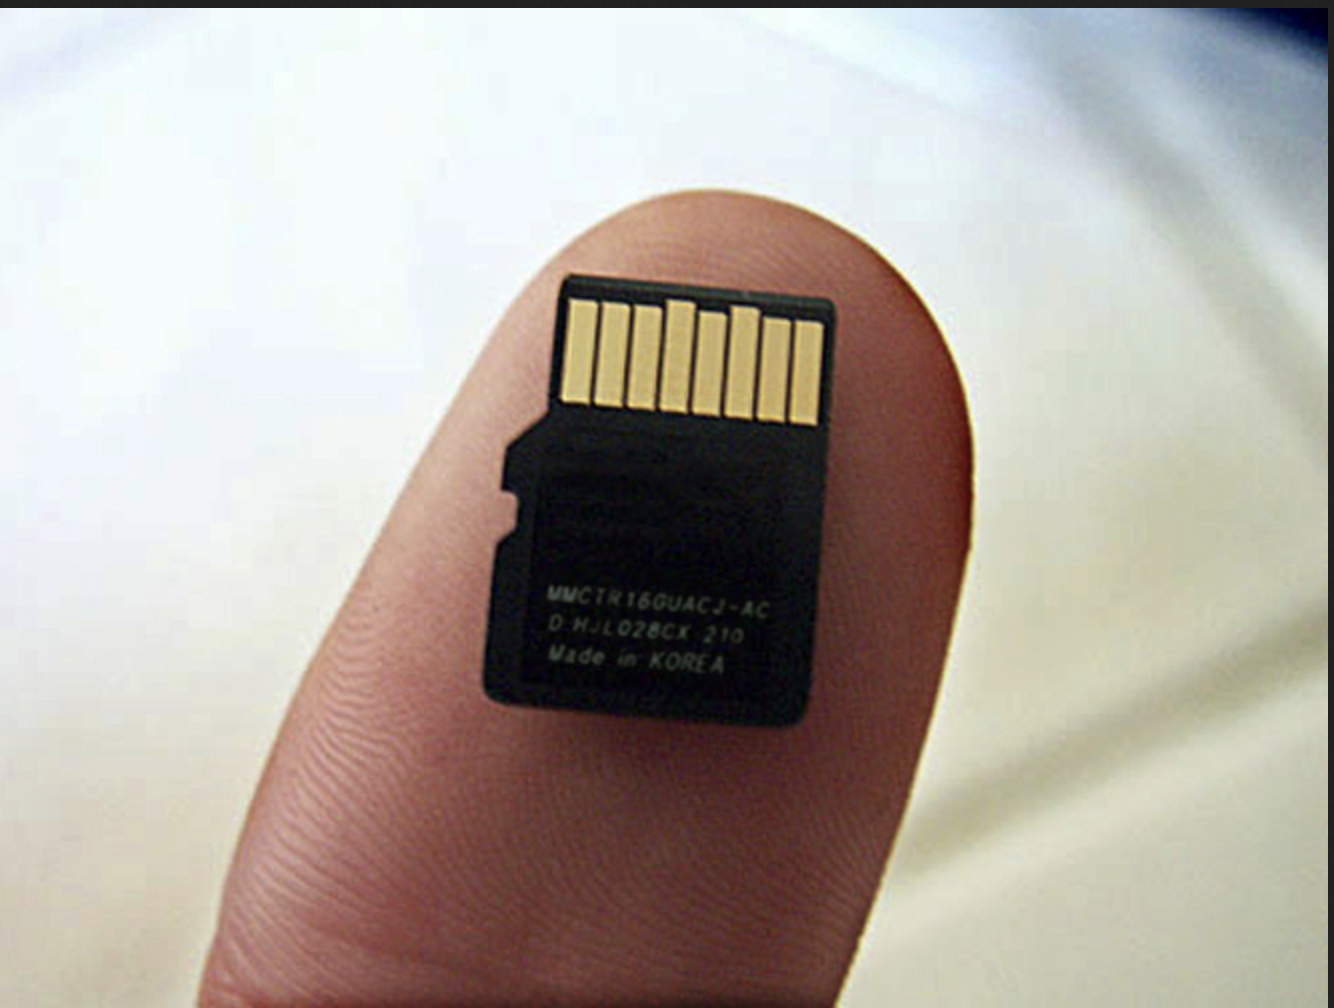 MMCTR16GUACJ-AC
D HJL028CX 210
Made in KOREA